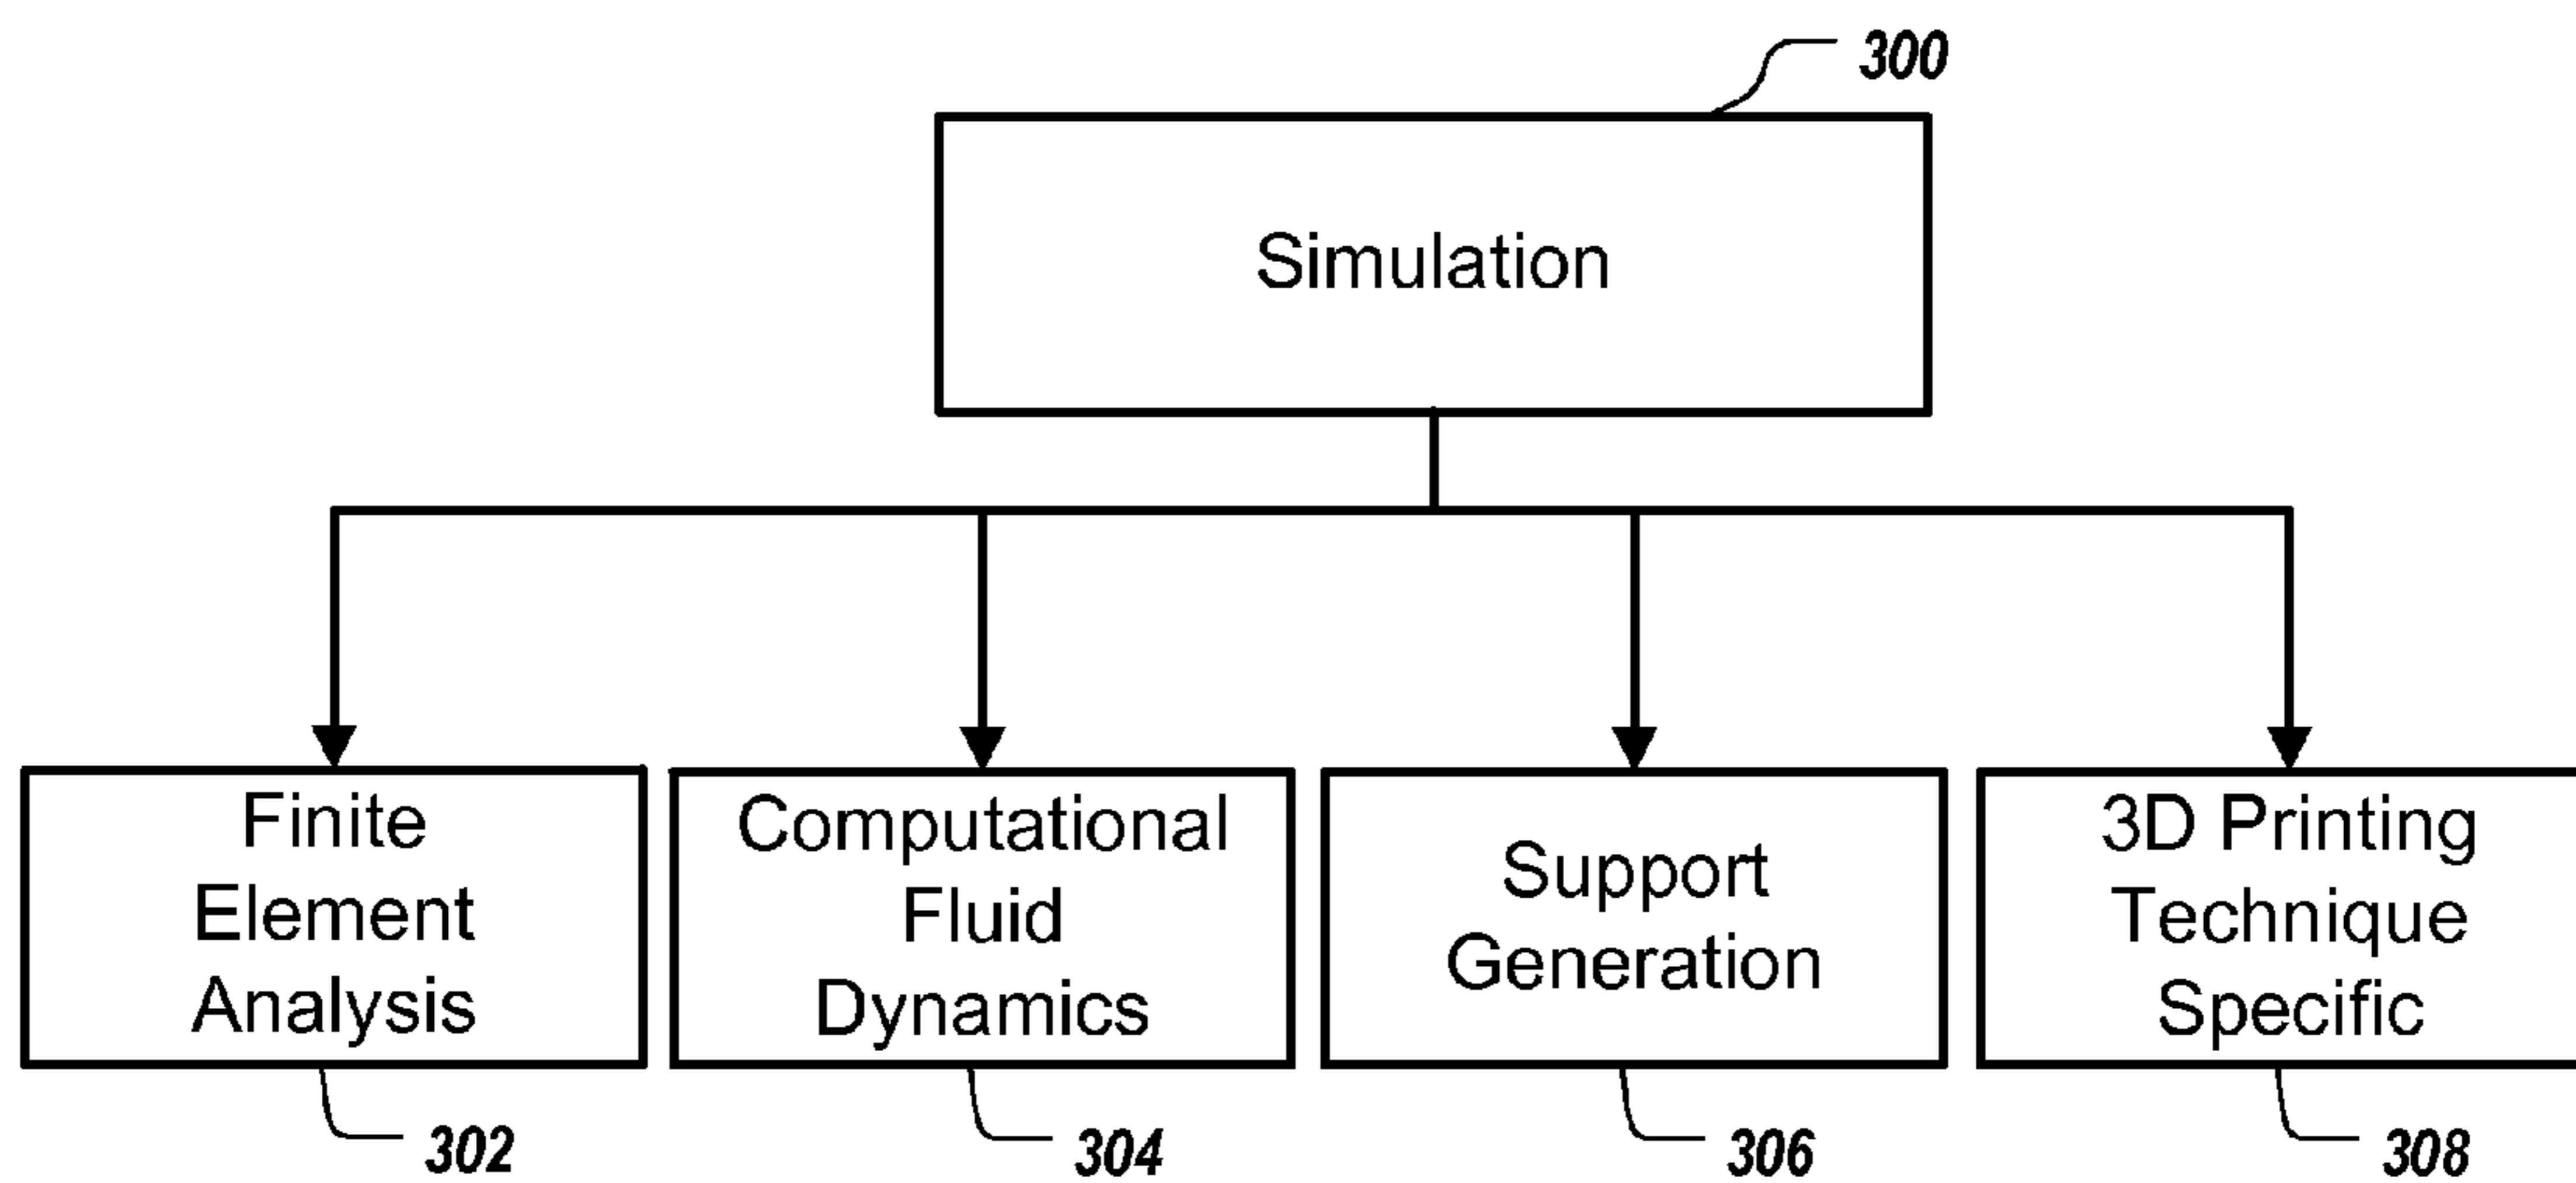 300
Simulation
Finite
Element
Analysis
Computational
Fluid
Dynamics
Support
Generation
3D Printing
Technique
Specific
302
304
306
308